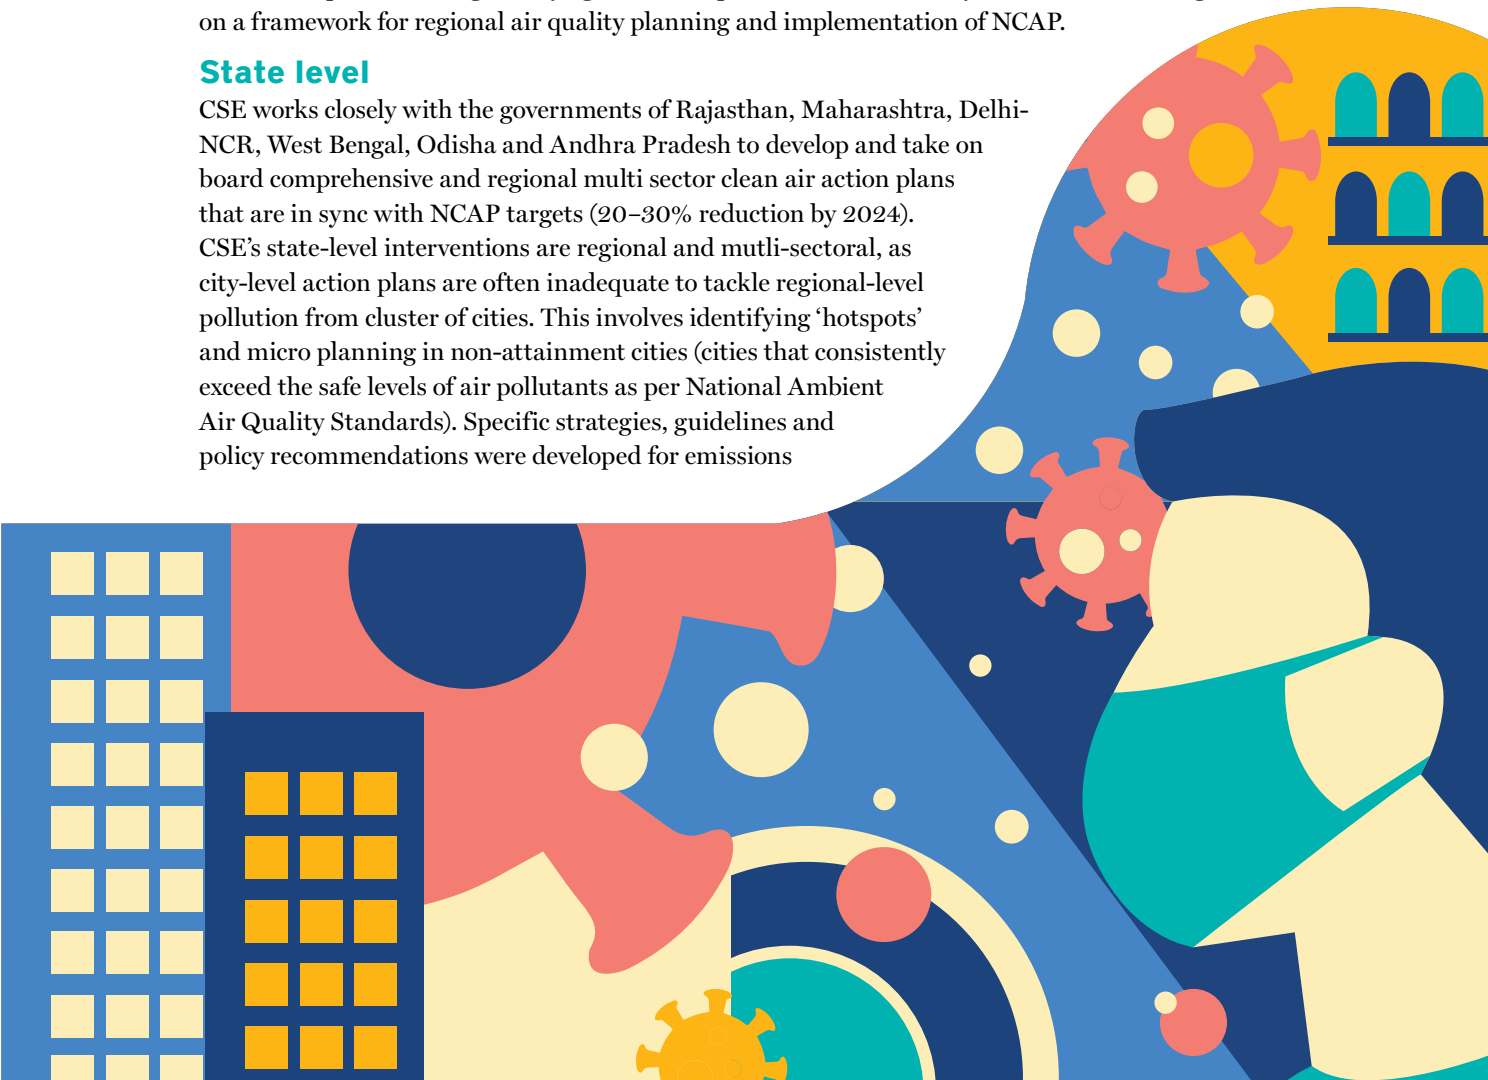 on a framework for regional air quality planning and implementation of NCAP.
State level
CSE works closely with the governments of Rajasthan, Maharashtra, Delhi-
NCR, West Bengal, Odisha and Andhra Pradesh to develop and take on
board comprehensive and regional multi sector clean air action plans
that are in sync with NCAP targets (20–30% reduction by 2024).
CSE’s state-level interventions are regional and mutli-sectoral, as
city-level action plans are often inadequate to tackle regional-level
pollution from cluster of cities. This involves identifying ‘hotspots’
and micro planning in non-attainment cities (cities that consistently
exceed the safe levels of air pollutants as per National Ambient
Air Quality Standards). Specific strategies, guidelines and
policy recommendations were developed for emissions